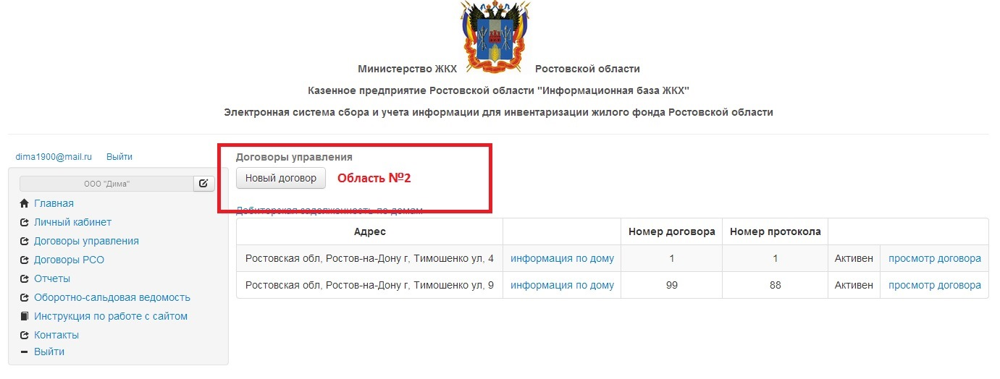 Министерство ЖКХ Ростовской области
Казенное предприятие Ростовской области "Информационная база ЖКХ"
Электронная система сбора и учета информации для инвентаризации жилого фонда Ростовской области
dima1900@mail.ru Выйти
ООО "Дима"
Главная
Личный кабинет
Договоры управления
Договоры РСО
Отчеты
Оборотно-сальдовая ведомость
Инструкция по работе с сайтом
Контакты
Выйти
Договоры управления
Новый договор Область №2
Дебиторская задолженность по домам
Адрес Номер договора Номер протокола
Ростовская обл, Ростов-на-Дону г, Тимошенко ул, 4 информация по дому 1 1 Активен просмотр договора
Ростовская обл, Ростов-на-Дону г, Тимошенко ул, 9 информация по дому 99 88 Активен просмотр договора